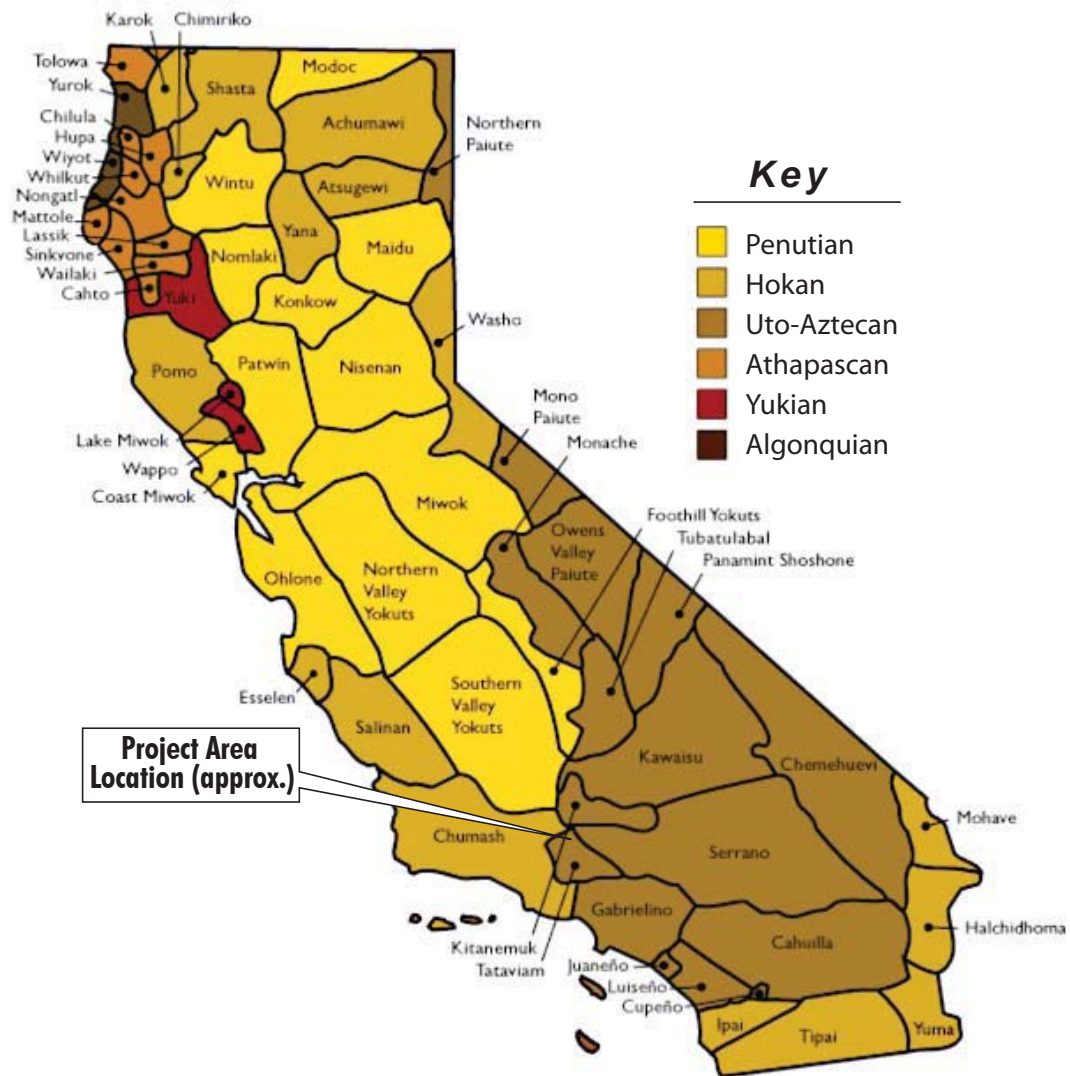 Karok
Chimiriko
Tolowa
Yurok
Chilula
Hupa
Wiyot
Whilkut
Nongatl
Mattole
Lassik
Sinkyone
Wailaki
Cahto
Shasta
Modoc
Achumawi
Northern
Paiute
Wintu
Atsugewi
Yana
Maidu
Nomlaki
Yuki
Konkow
Washo
Pomo
Patwin
Nisenan
Lake Miwok
Wappo
Coast Miwok
Mono
Paiute
Monache
Miwok
Foothill Yokuts
Tubatulabal
Panamint Shoshone
Owens
Valley
Paiute
Ohlone
Northern
Valley
Yokuts
Esselen
Salinan
Southern
Valley
Yokuts
Project Area
Location (approx.)
Kawaisu
Chemehuevi
Mohave
Chumash
Serrano
Gabrielino
Halchidhoma
Kitanemuk
Tataviam
Cahuilla
Juaneño
Luiseño
Cupeño
Ipai
Tipai
Yuma
Key
Penutian
Hokan
Uto-Aztecan
Athapascan
Yukian
Algonquian